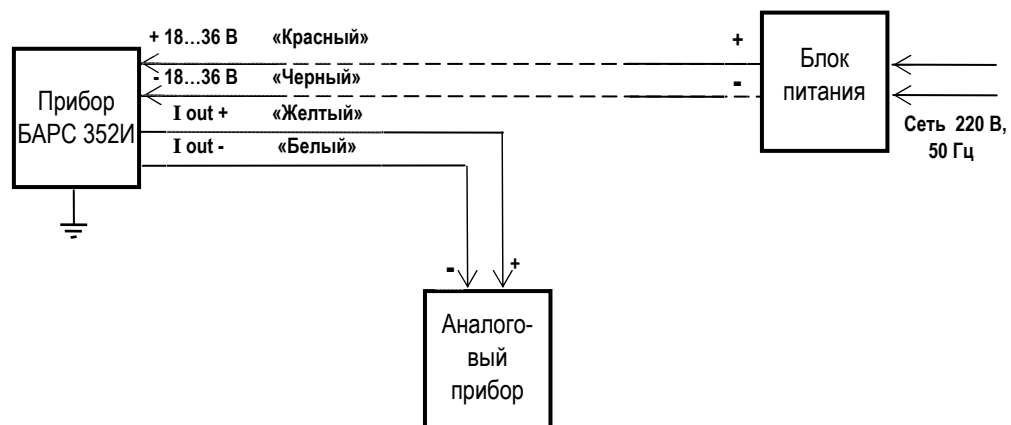 + 18...36 В «Красный»
+
- 18...36 В «Черный»
-
I out + «Желтый»
I out - «Белый»
Прибор
БАРС 352И
Блок
питания
Сеть 220 В,
50 Гц
- +
Аналого-
вый
прибор